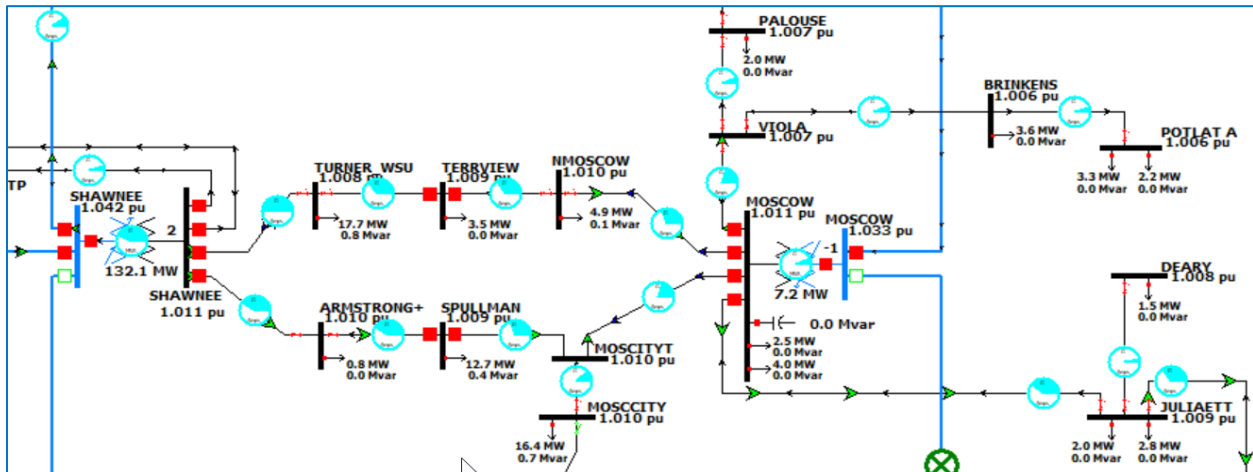 PALOUSE
1.007 pu
2.0 MW
0.0 Mvar
BRINKENS
1.006 pu
3.6 MW
0.0 Mvar
VIOLA
1.007 pu
POTLAT A
1.006 pu
3.3 MW
0.0 Mvar
2.2 MW
0.0 Mvar
TP
SHAWNEE
1.042 pu
2
132.1 MW
SHAWNEE
1.011 pu
TURNER_WSU
1.008 pu
17.7 MW
0.8 Mvar
TERRVIEW
1.009 pu
3.5 MW
0.0 Mvar
NMOSCOW
1.010 pu
4.9 MW
0.1 Mvar
MOSCOW
1.011 pu
MOSCOW
1.033 pu
-1
7.2 MW
0.0 Mvar
2.5 MW
0.0 Mvar
4.0 MW
0.0 Mvar
ARMSTRONG+
1.010 pu
0.8 MW
0.0 Mvar
SPULLMAN
1.009 pu
12.7 MW
0.4 Mvar
MOSCITYT
1.010 pu
MOSCCITY
1.010 pu
16.4 MW
0.7 Mvar
DEARY
1.008 pu
1.5 MW
0.0 Mvar
JULIAETT
1.009 pu
2.0 MW
0.0 Mvar
2.8 MW
0.0 Mvar